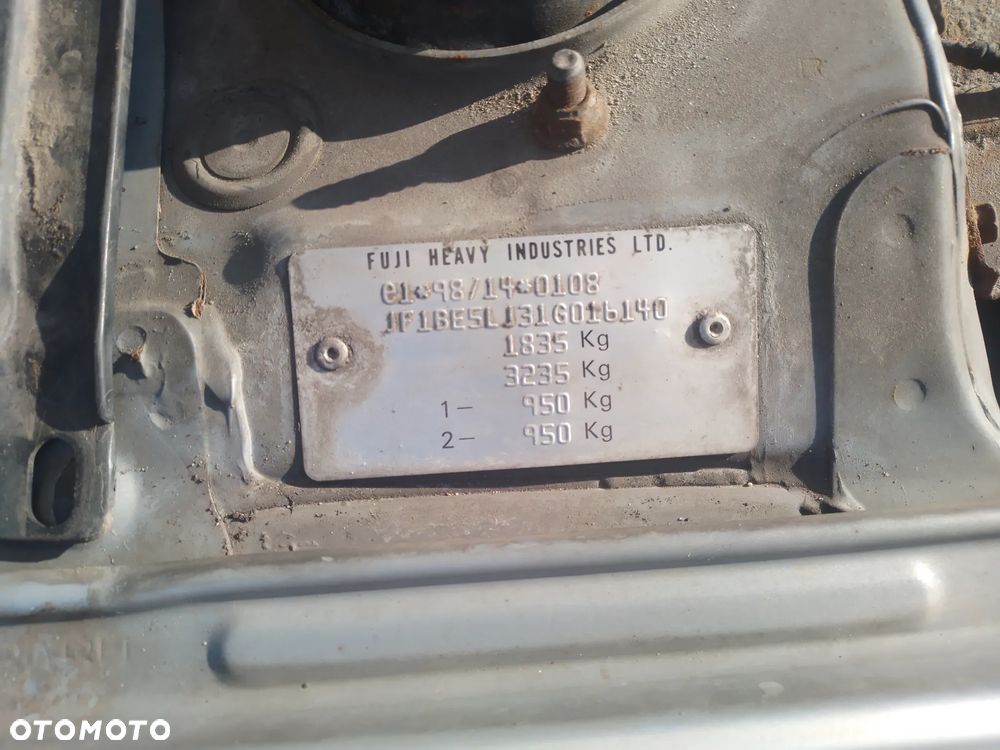 FUJI HEAVY INDUSTRIES LTD.
e1*98/14*0108
JF1BE5LJ31G016140
1835 Kg
3235 Kg
1- 950 Kg
2- 950 Kg
R
OTOMOTO